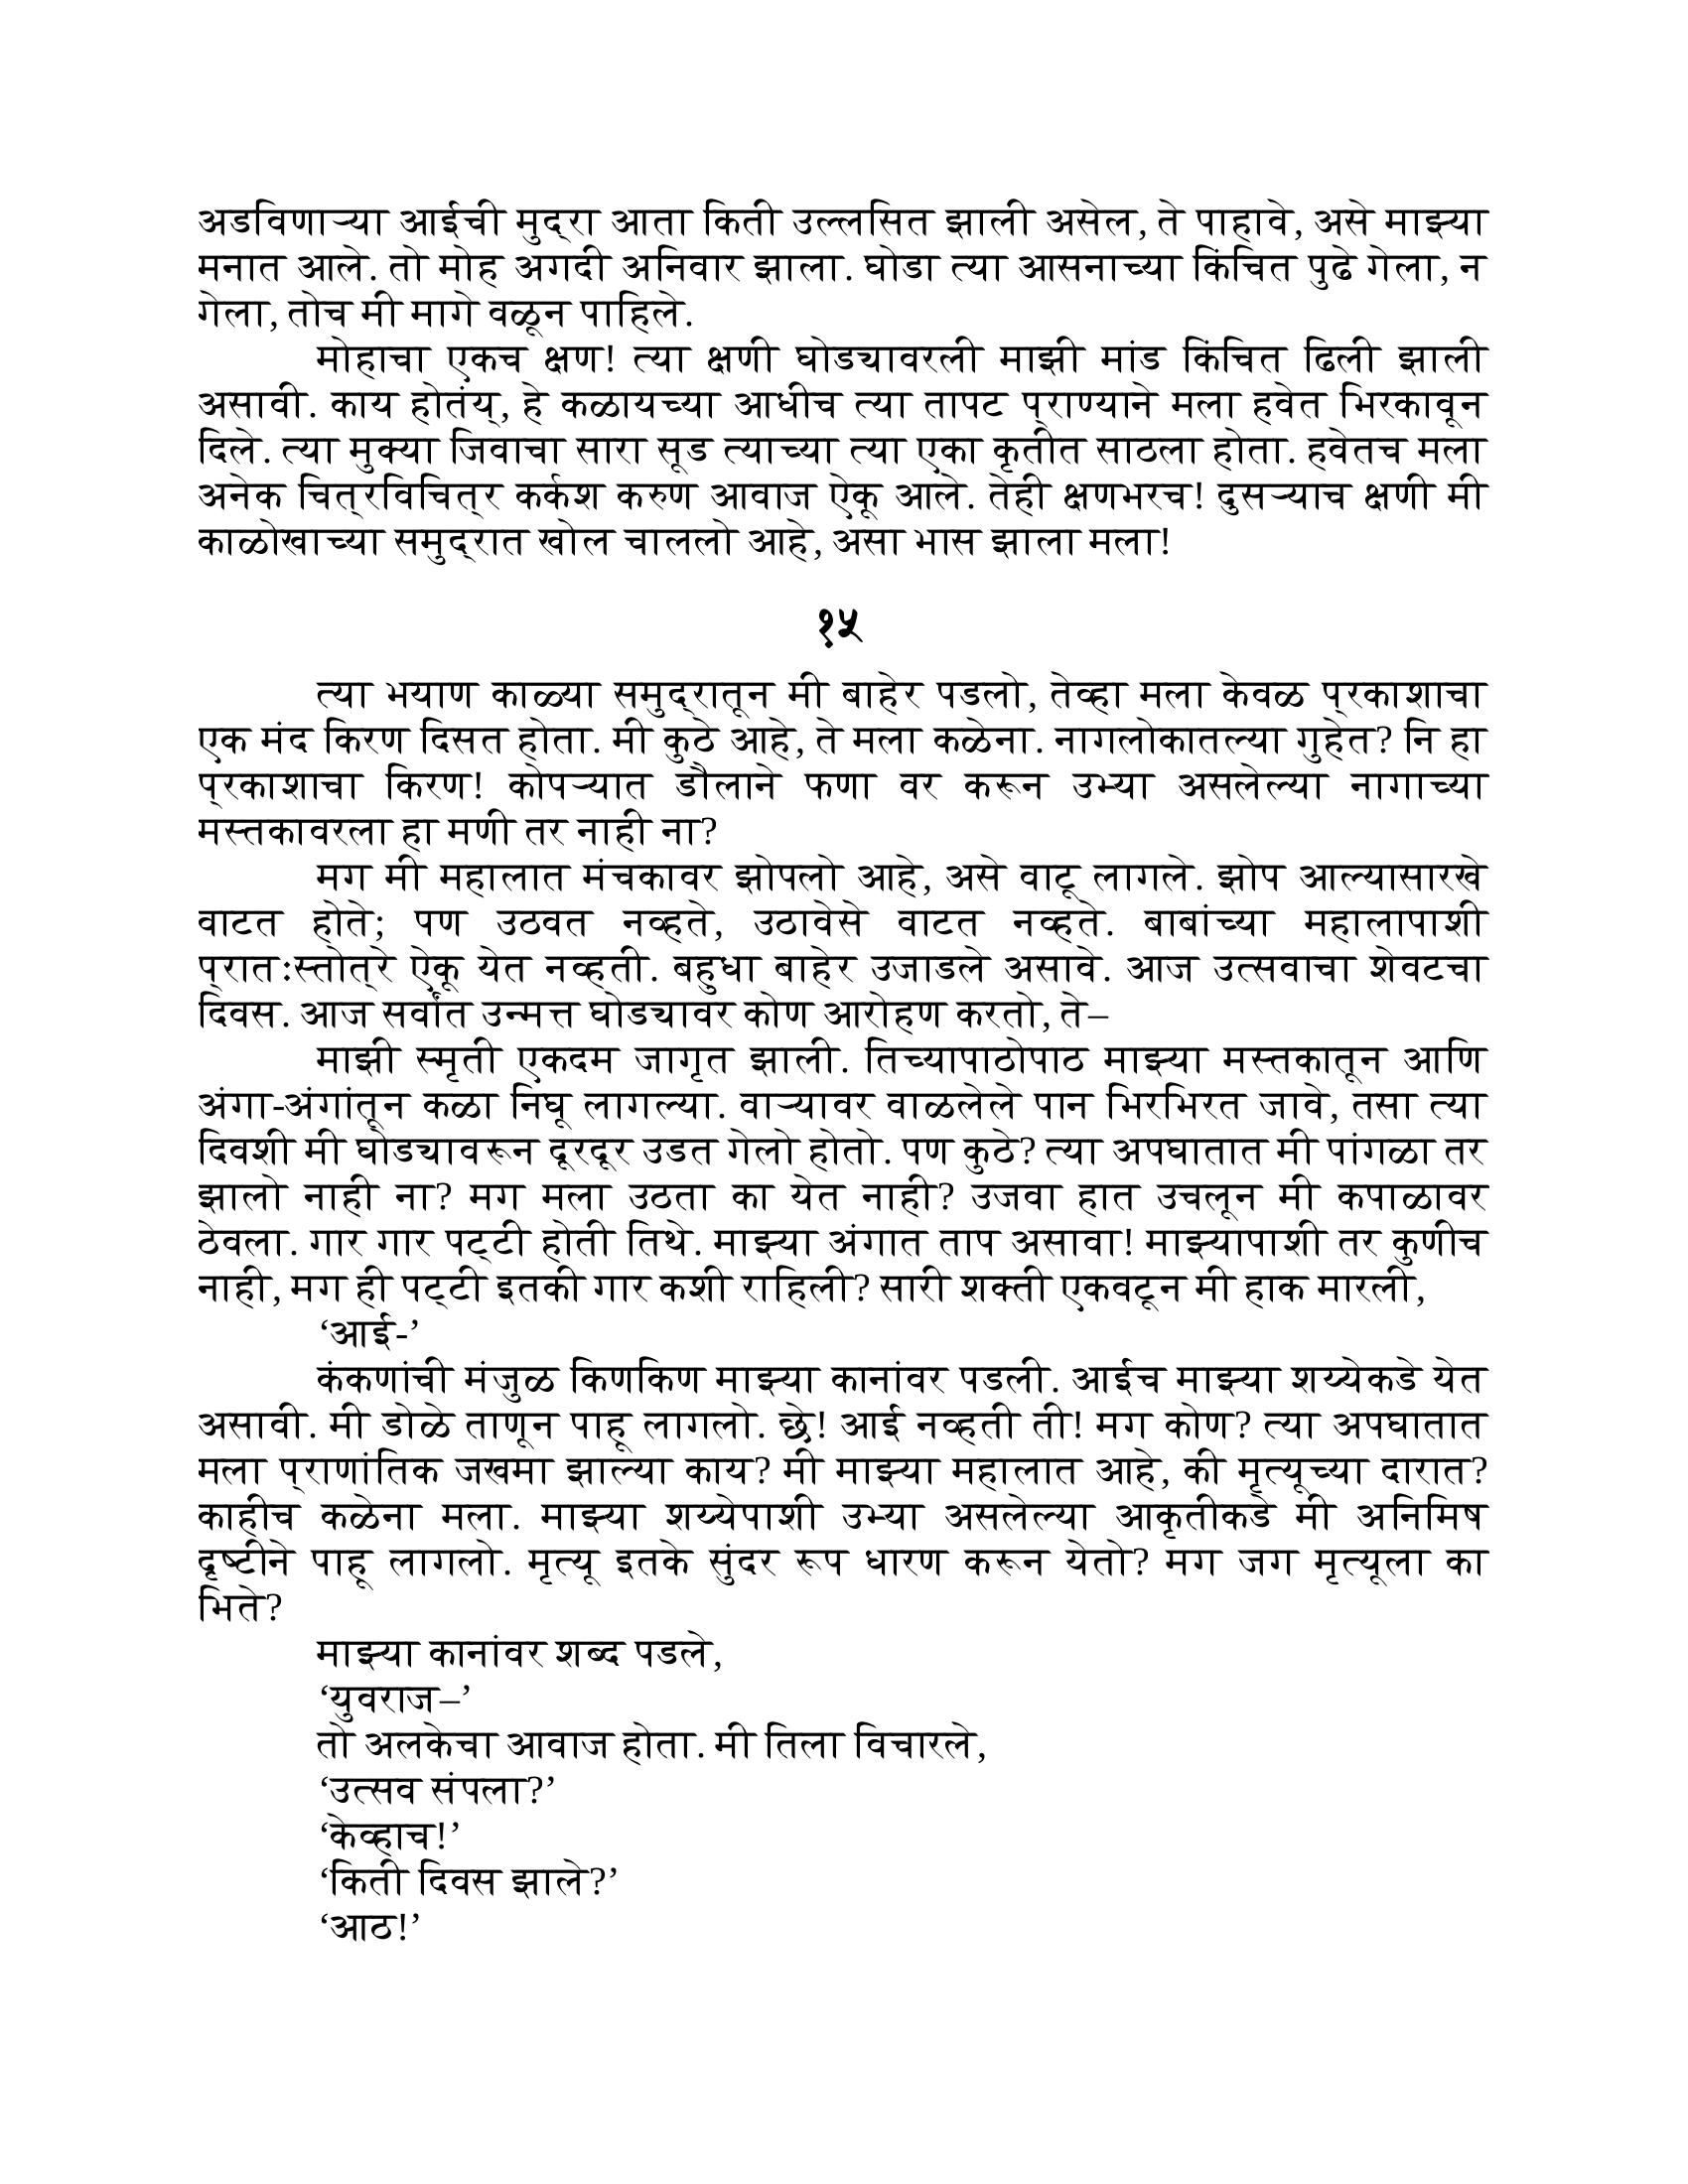 अडविणाऱ्या आईची मुद्रा आता किती उल्लसित झाली असेल, ते पाहावे, असे माझ्या
मनात आले. तो मोह अगदी अनिवार झाला. घोडा त्या आसनाच्या किंचित पुढे गेला, न
गेला, तोच मी मागे वळून पाहिले.
मोहाचा एकच क्षण! त्या क्षणी घोड्यावरली माझी मांड किंचित ढिली झाली
असावी. काय होतंय्, हे कळायच्या आधीच त्या तापट प्राण्याने मला हवेत भिरकावून
दिले. त्या मुक्या जिवाचा सारा सूड त्याच्या त्या एका कृतीत साठला होता. हवेतच मला
अनेक चित्रविचित्र कर्कश करुण आवाज ऐकू आले. तेही क्षणभरच! दुसऱ्याच क्षणी मी
काळोखाच्या समुद्रात खोल चाललो आहे, असा भास झाला मला!
१५
त्या भयाण काळ्या समुद्रातून मी बाहेर पडलो, तेव्हा मला केवळ प्रकाशाचा
एक मंद किरण दिसत होता. मी कुठे आहे, ते मला कळेना. नागलोकातल्या गुहेत? नि हा
प्रकाशाचा किरण! कोपऱ्यात डौलाने फणा वर करून उभ्या असलेल्या नागाच्या
मस्तकावरला हा मणी तर नाही ना?
मग मी महालात मंचकावर झोपलो आहे, असे वाटू लागले. झोप आल्यासारखे
वाटत होते; पण उठवत नव्हते, उठावेसे वाटत नव्हते. बाबांच्या महालापाशी
प्रातःस्तोत्रे ऐकू येत नव्हती. बहुधा बाहेर उजाडले असावे. आज उत्सवाचा शेवटचा
दिवस. आज सर्वांत उन्मत्त घोड्यावर कोण आरोहण करतो, ते–
माझी स्मृती एकदम जागृत झाली. तिच्यापाठोपाठ माझ्या मस्तकातून आणि
अंगा-अंगांतून कळा निघू लागल्या. वाऱ्यावर वाळलेले पान भिरभिरत जावे, तसा त्या
दिवशी मी घोड्यावरून दूरदूर उडत गेलो होतो. पण कुठे? त्या अपघातात मी पांगळा तर
झालो नाही ना? मग मला उठता का येत नाही? उजवा हात उचलून मी कपाळावर
ठेवला. गार गार पट्टी होती तिथे. माझ्या अंगात ताप असावा! माझ्यापाशी तर कुणीच
नाही, मग ही पट्टी इतकी गार कशी राहिली? सारी शक्ती एकवटून मी हाक मारली,
‘आई-’
कंकणांची मंजुळ किणकिण माझ्या कानांवर पडली. आईच माझ्या शय्येकडे येत
असावी. मी डोळे ताणून पाहू लागलो. छे! आई नव्हती ती! मग कोण? त्या अपघातात
मला प्राणांतिक जखमा झाल्या काय? मी माझ्या महालात आहे, की मृत्यूच्या दारात?
काहीच कळेना मला. माझ्या शय्येपाशी उभ्या असलेल्या आकृतीकडे मी अनिमिष
दृष्टीने पाहू लागलो. मृत्यू इतके सुंदर रूप धारण करून येतो? मग जग मृत्यूला का
भिते?
माझ्या कानांवर शब्द पडले,
‘युवराज–’
तो अलकेचा आवाज होता. मी तिला विचारले,
‘उत्सव संपला?’
‘केव्हाच!’
‘किती दिवस झाले?’
‘आठ!’